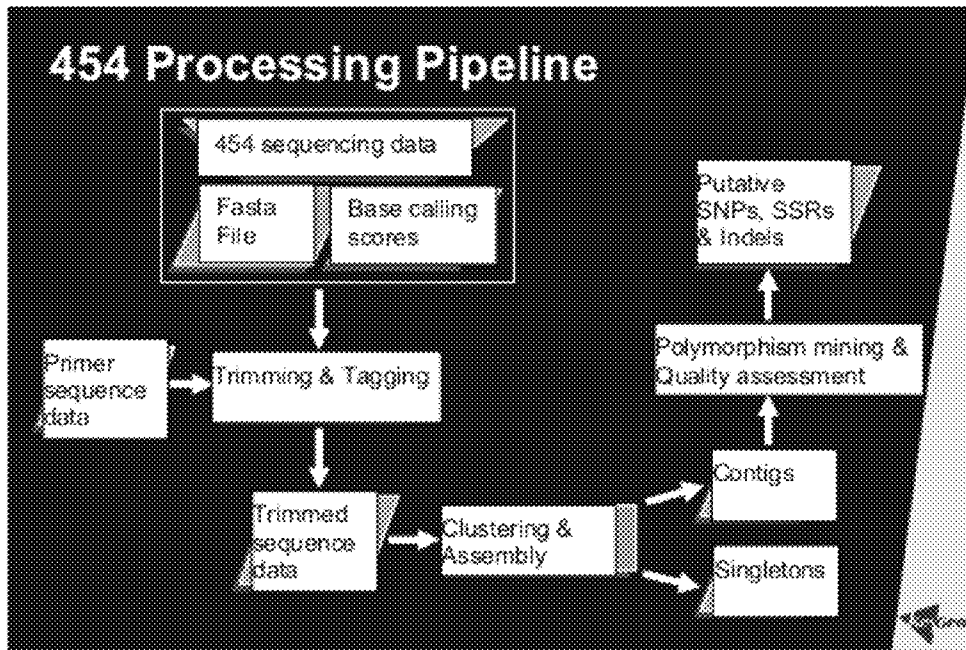 454 Processing Pipeline
454 sequencing data
Fasta
File
Base calling
scores
Primer
sequence
data
Trimming & Tagging
Trimmed
sequence
data
Clustering &
Assembly
Contigs
Singletons
Polymorphism mining &
Quality assessment
Putative
SNPs, SSRs
& Indels